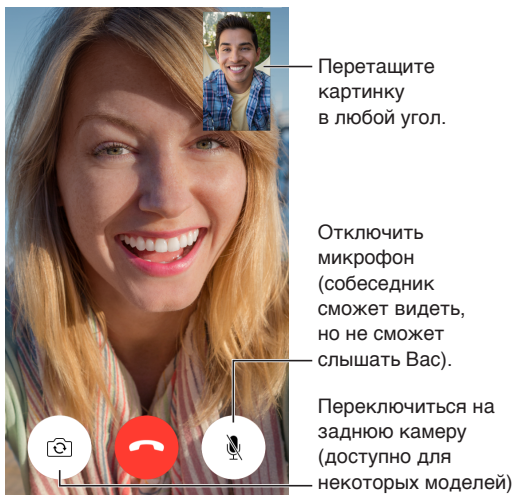 Перетащите
картинку
в любой угол.
Отключить
микрофон
(собеседник
сможет видеть,
но не сможет
слышать Вас).
Переключиться на
заднюю камеру
(доступно для
некоторых моделей)